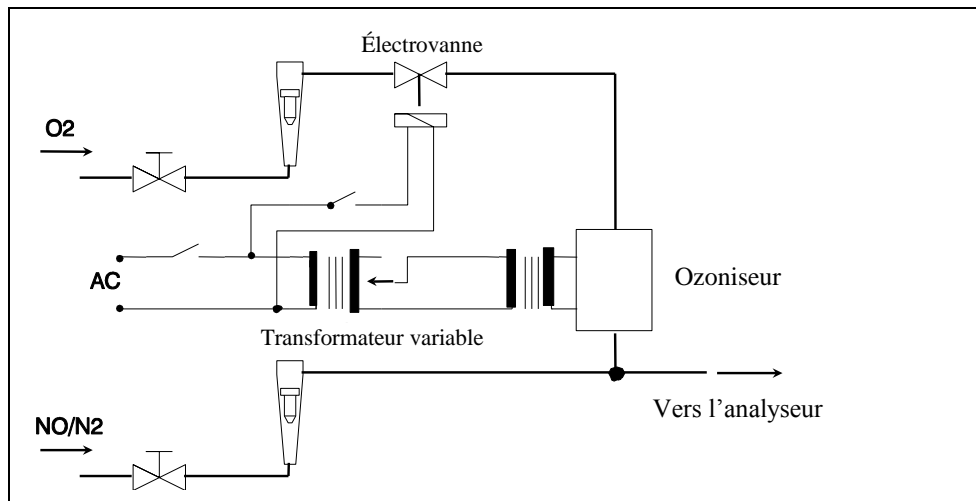 Électrovanne
O2
AC
Ozoniseur
Transformateur variable
Vers l’analyseur
NO/N2